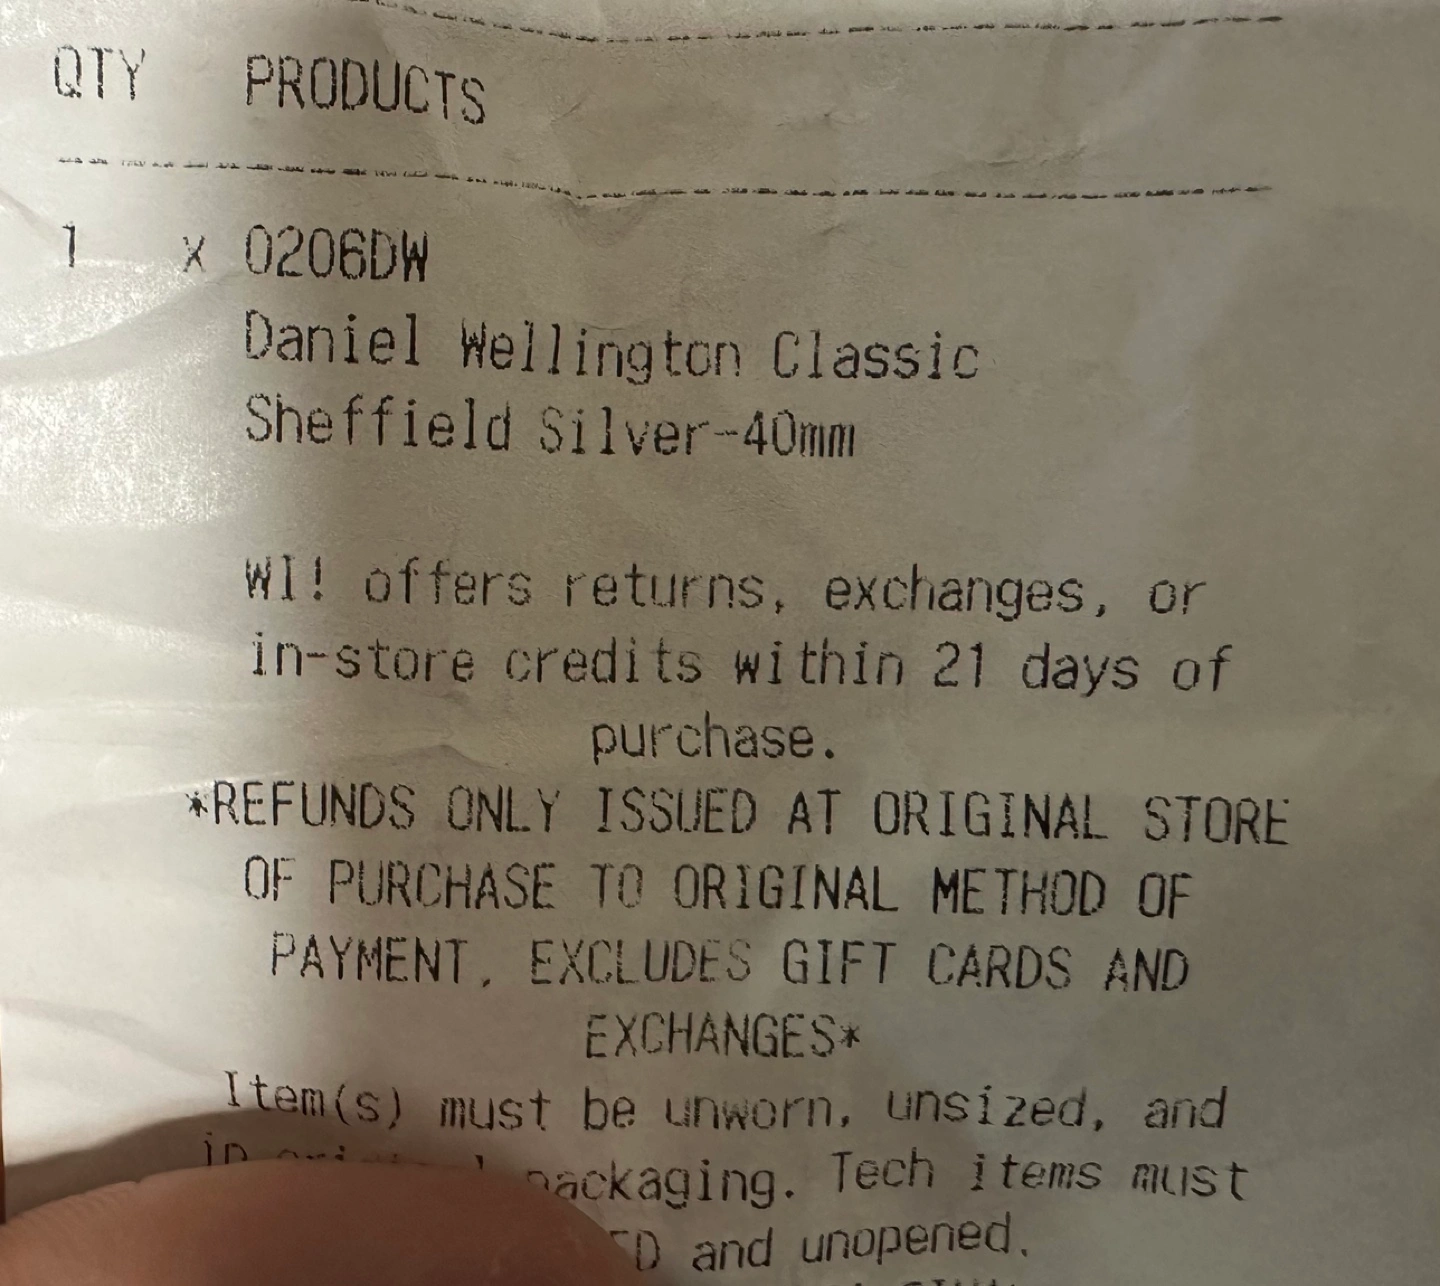 QTY PRODUCTS
1 x 0206DW
Daniel Wellington Classic
Sheffield Silver-40mm
WI! offers returns, exchanges, or
in-store credits within 21 days of
purchase.
*REFUNDS ONLY ISSUED AT ORIGINAL STORE
OF PURCHASE TO ORIGINAL METHOD OF
PAYMENT, EXCLUDES GIFT CARDS AND
EXCHANGES*
Item(s) must be unworn, unsized, and
in packaging. Tech items must
and unopened.